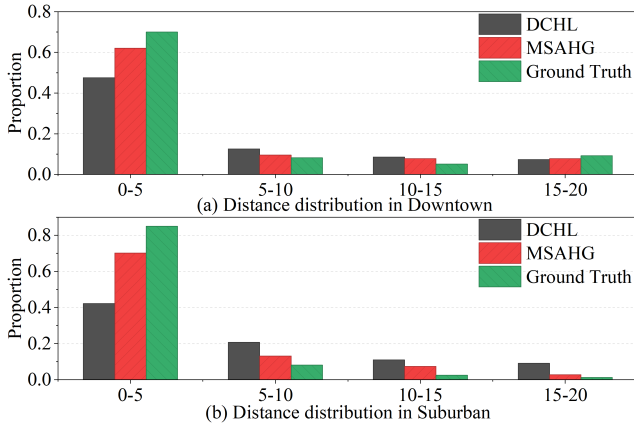 0.8
0.6
0.4
0.2
0.0
Proportion
DCHL
MSAHG
Ground Truth
0-5
5-10
10-15
15-20
(a) Distance distribution in Downtown
0.8
0.6
0.4
0.2
0.0
Proportion
DCHL
MSAHG
Ground Truth
0-5
5-10
10-15
15-20
(b) Distance distribution in Suburban